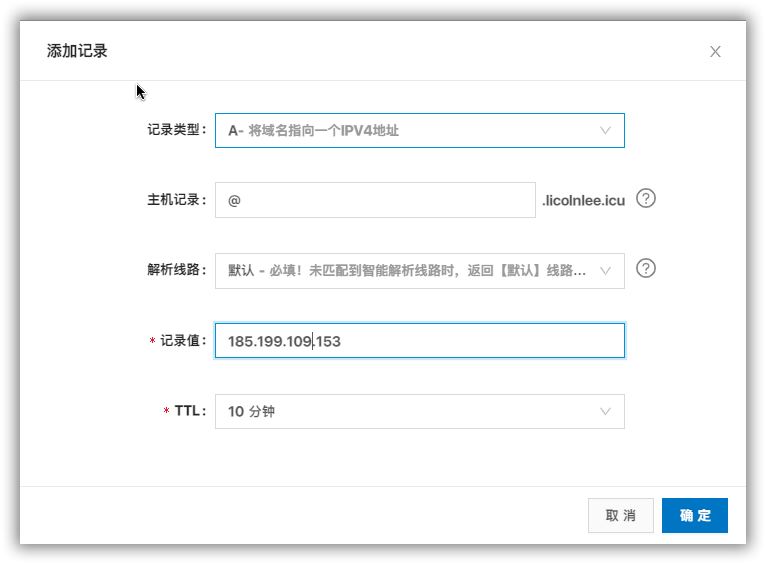 添加记录
记录类型： A- 将域名指向一个IPV4地址
主机记录： @ .licolnlee.icu ?
解析线路： 默认 - 必填！未匹配到智能解析线路时，返回【默认】线路... ?
* 记录值： 185.199.109.153
* TTL： 10 分钟
取 消 确 定